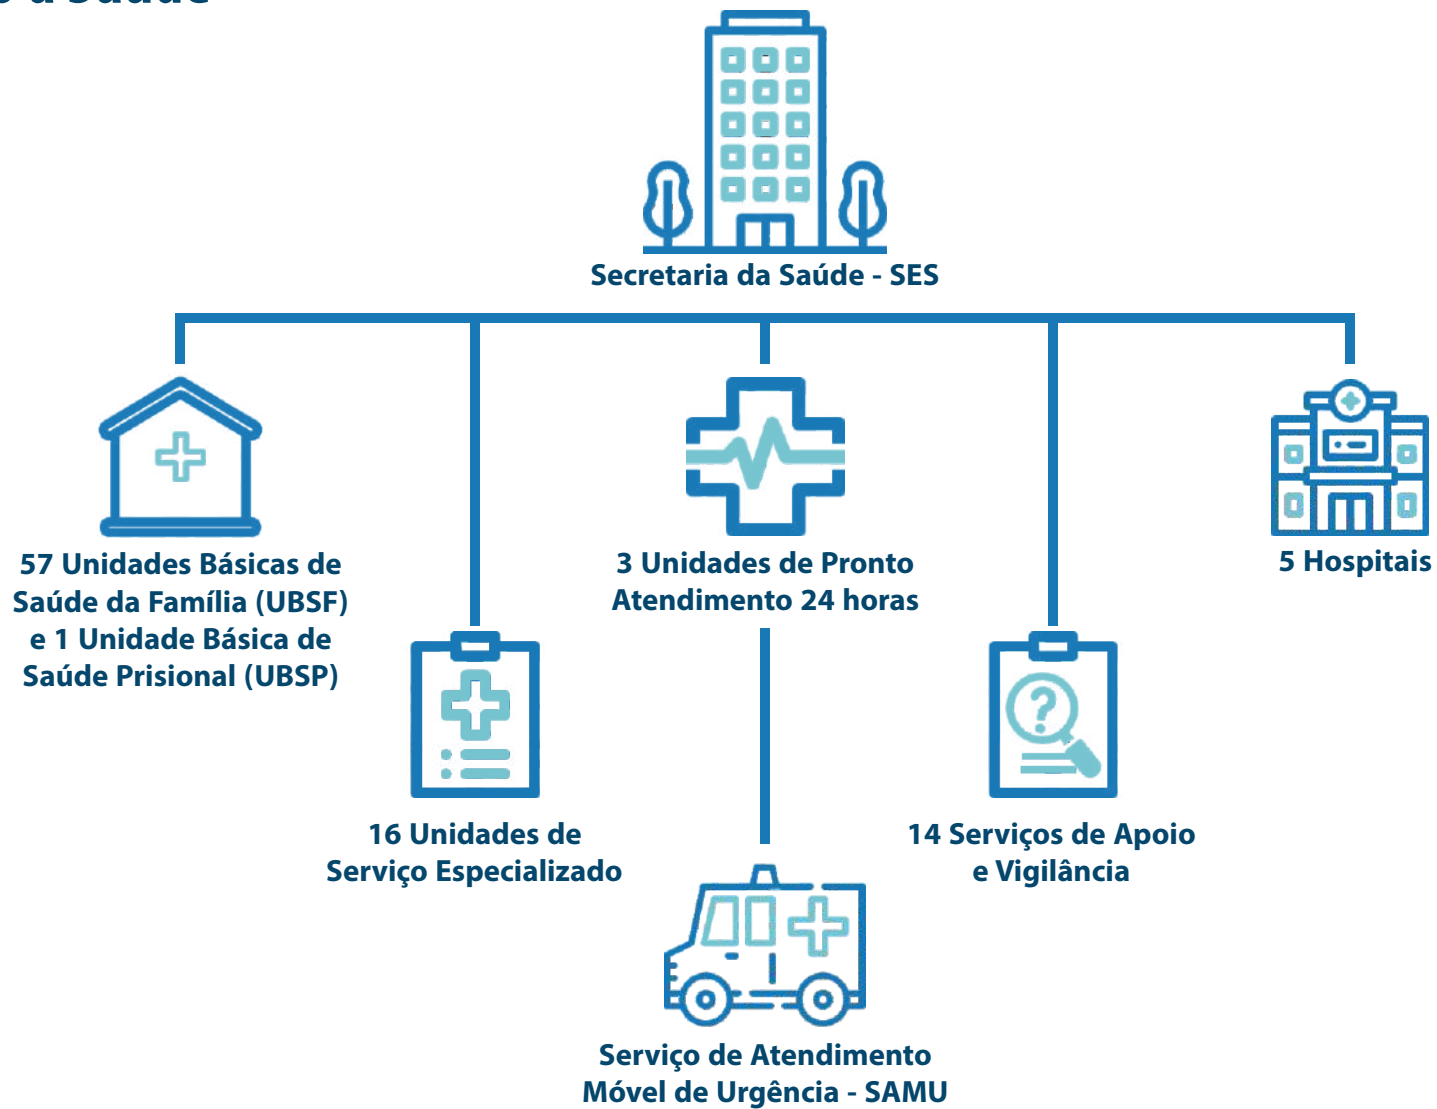 à Saúde
Secretaria da Saúde - SES
57 Unidades Básicas de
Saúde da Família (UBSF)
e 1 Unidade Básica de
Saúde Prisional (UBSP)
3 Unidades de Pronto
Atendimento 24 horas
5 Hospitais
16 Unidades de
Serviço Especializado
14 Serviços de Apoio
e Vigilância
Serviço de Atendimento
Móvel de Urgência - SAMU